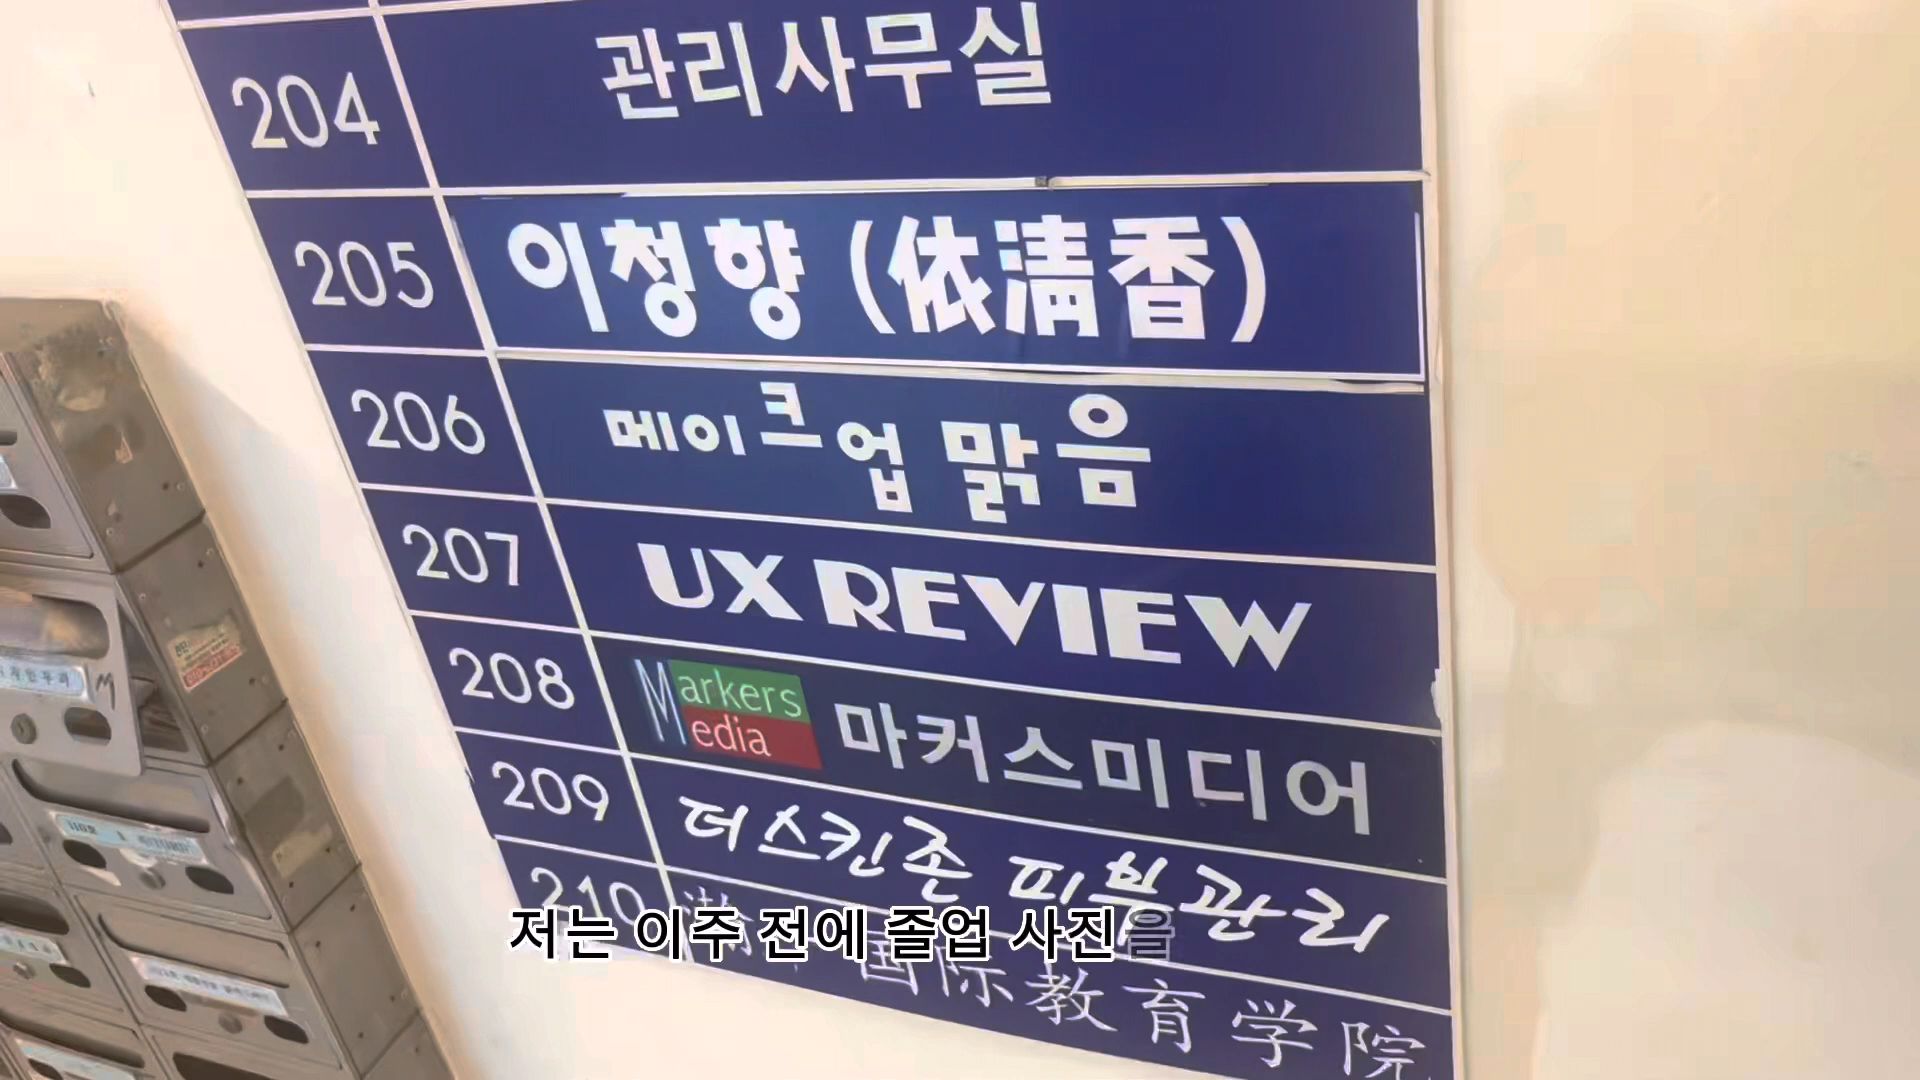 204 관리사무실
205 이청향 (依淸香)
206 메이크업 맑음
207 UX REVIEW
208 Markers Media 마커스미디어
209 더스킨존 피부관리
210 国际教育学院
저는 이주 전에 졸업 사진을